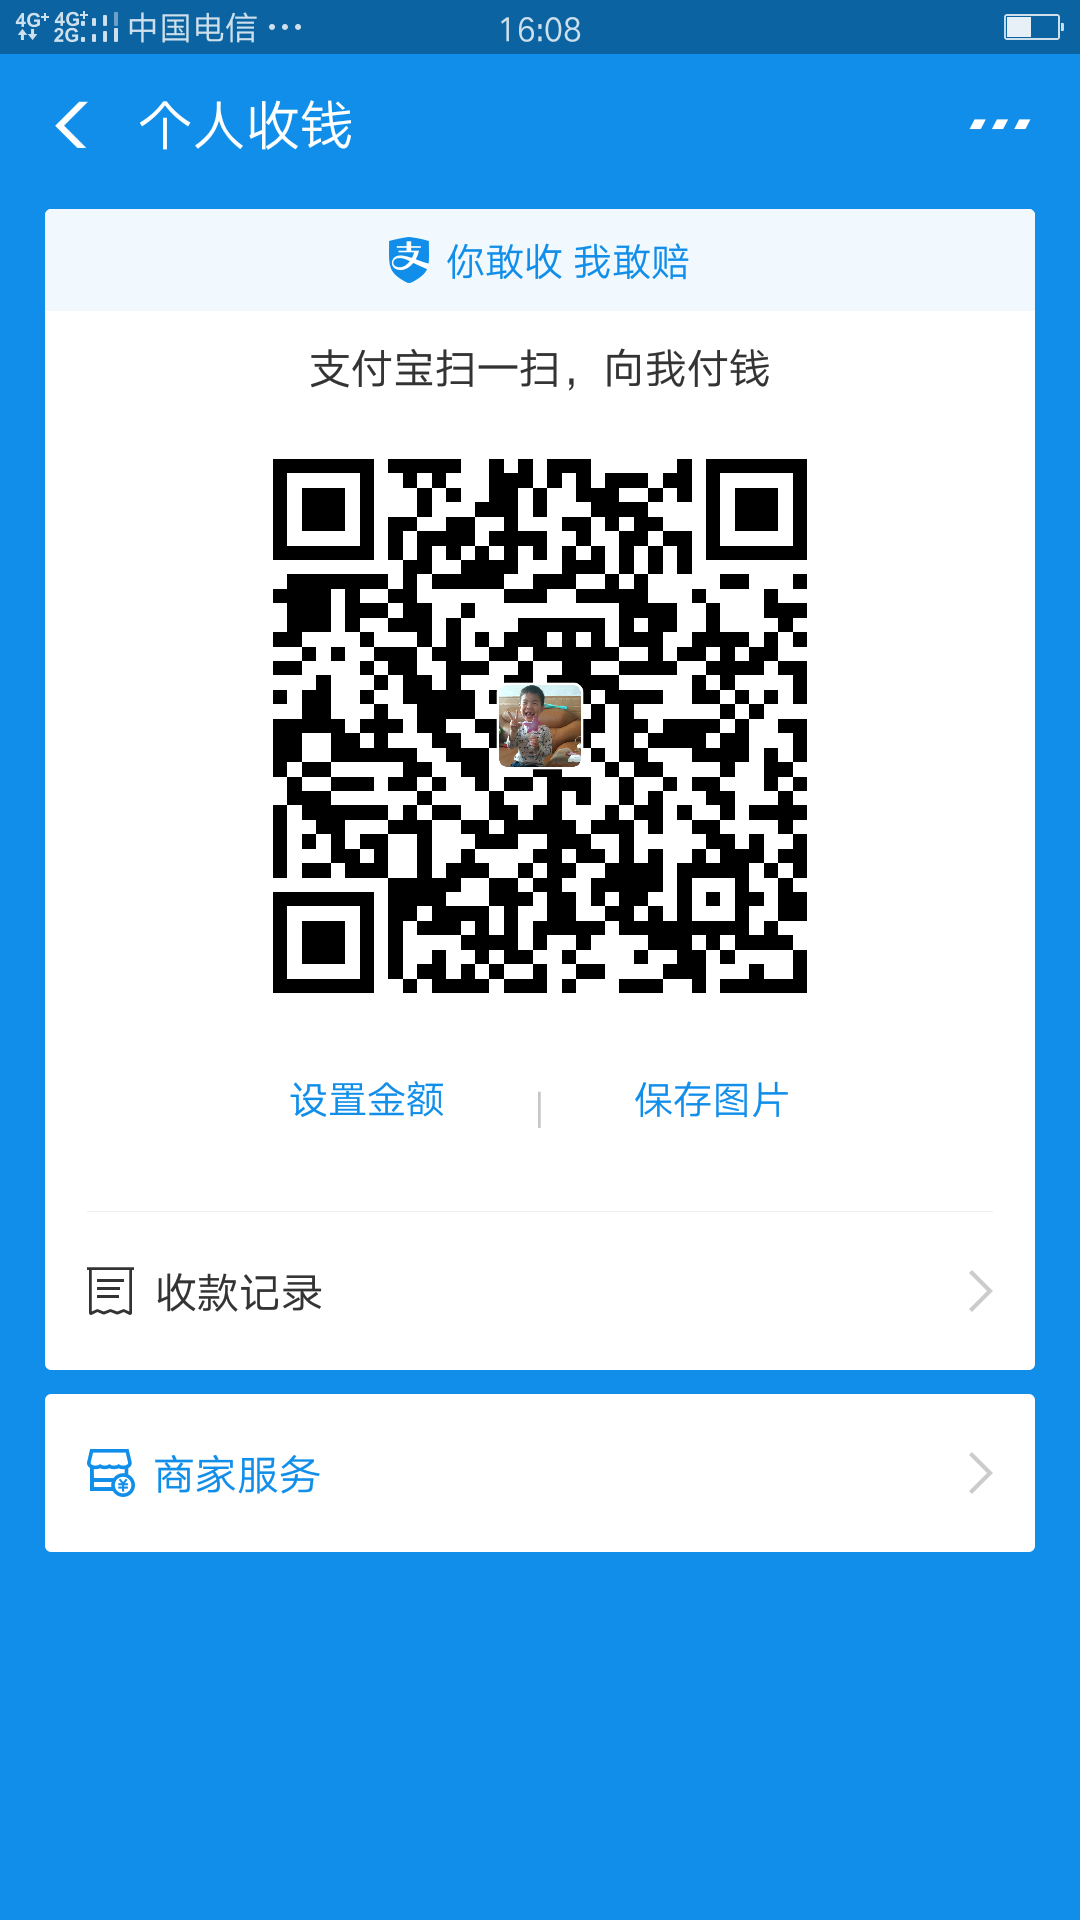 4G+ 4G+ 2G 中国电信 ··· 16:08
个人收钱
支 你敢收 我敢赔
支付宝扫一扫，向我付钱
设置金额 | 保存图片
收款记录
¥ 商家服务